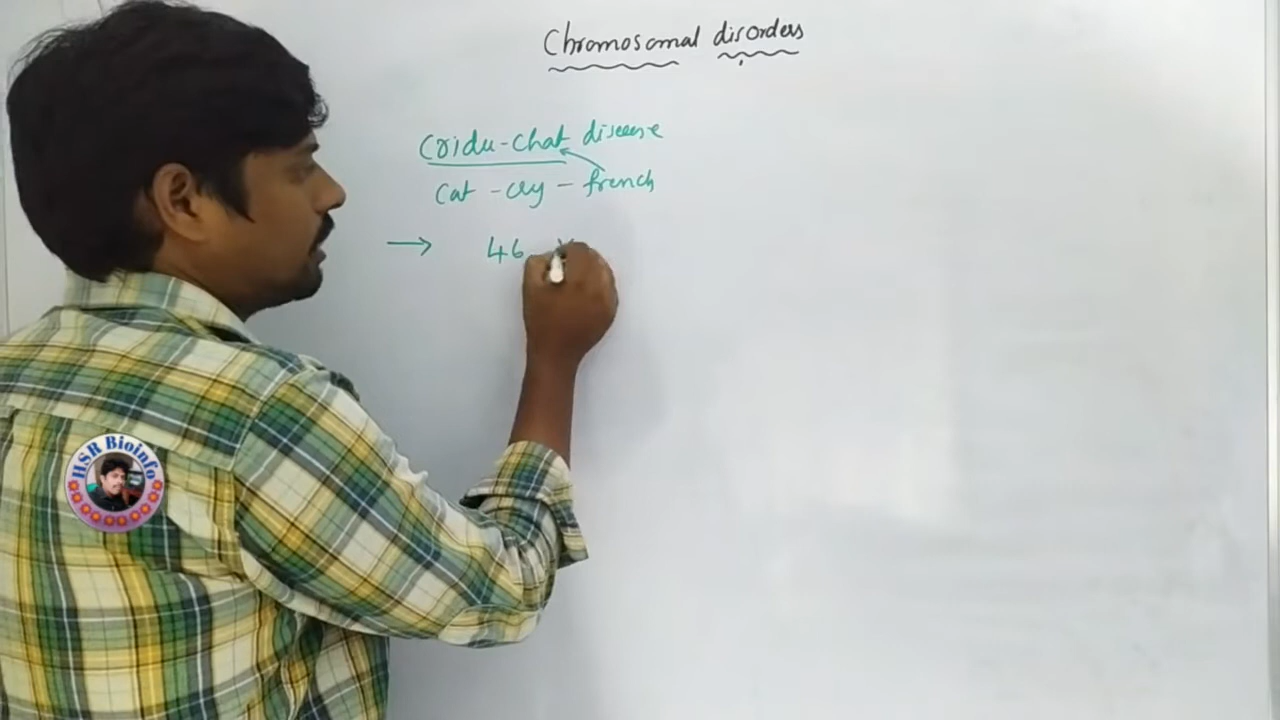 Chromosomal disorders
Cridu-chat disease
Cat - cry - french
→ 46
HSR Bioinfo